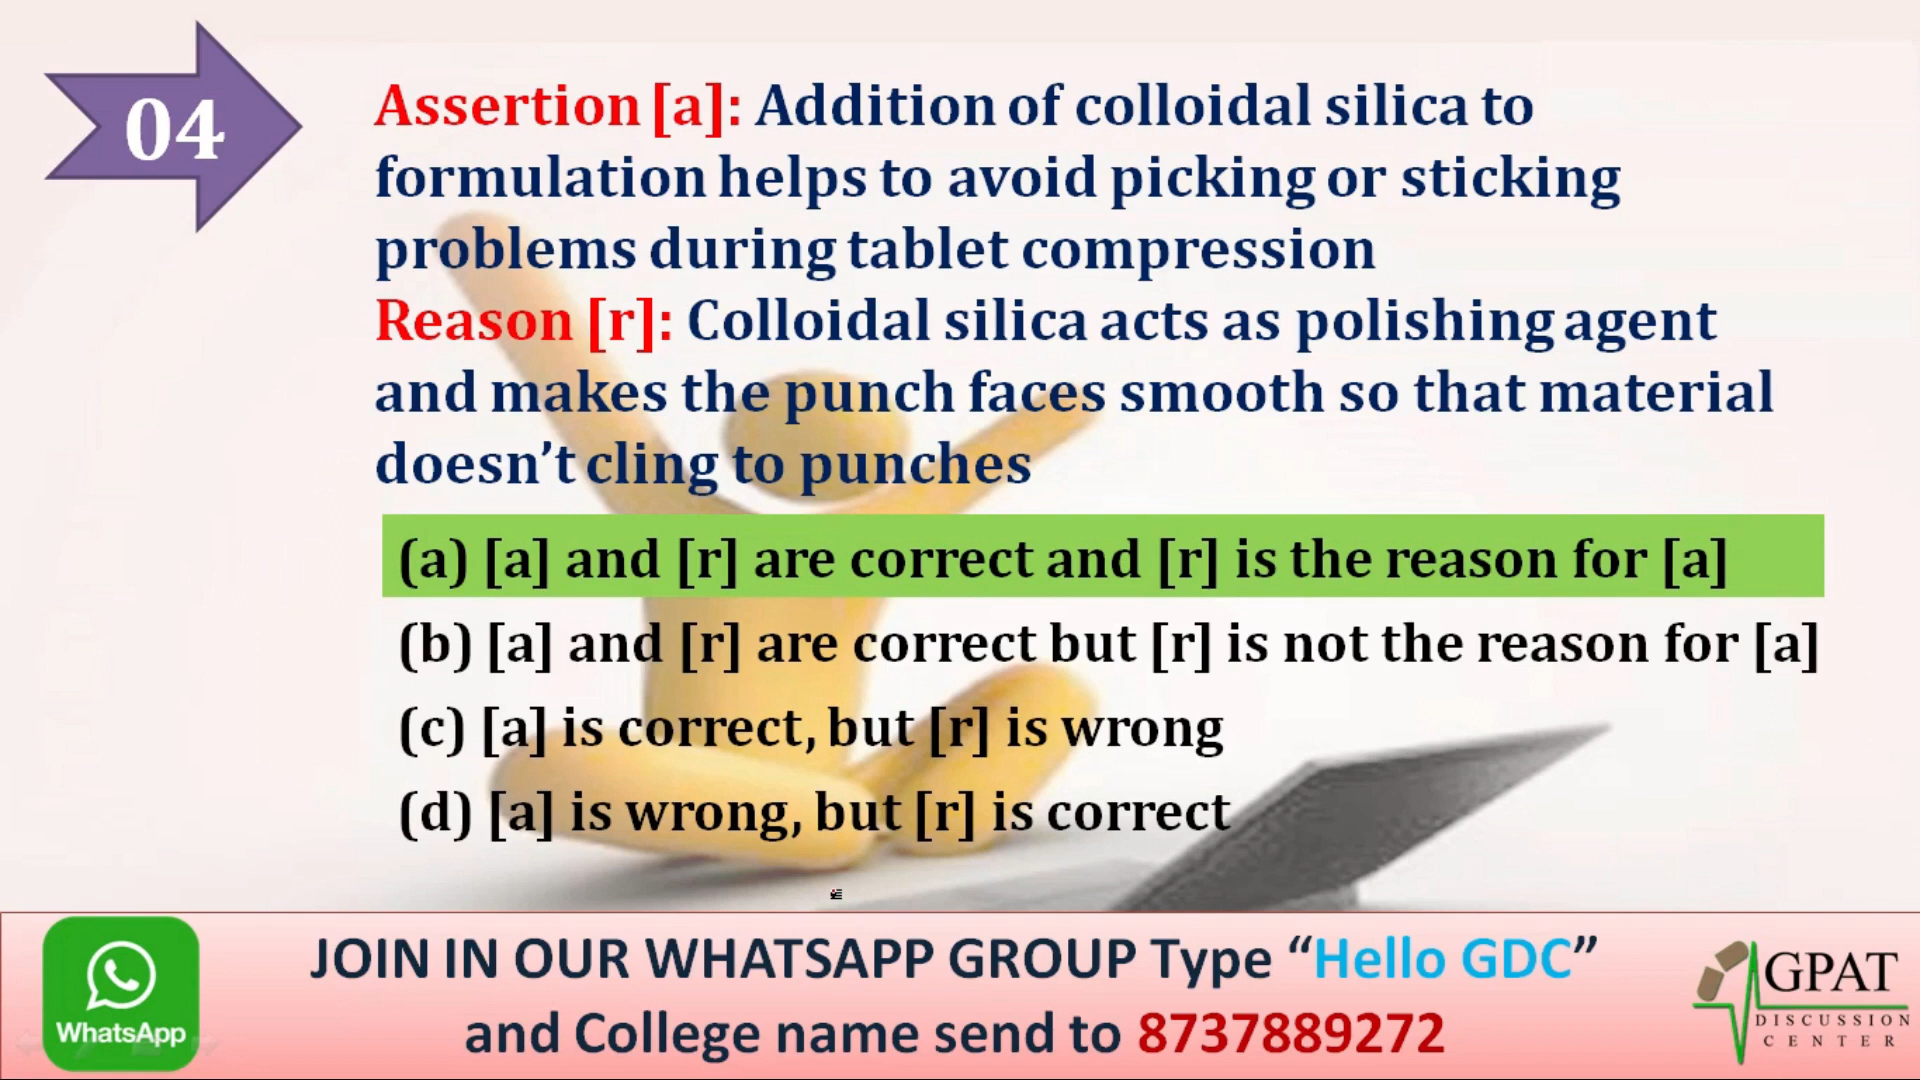 04
Assertion [a]: Addition of colloidal silica to
formulation helps to avoid picking or sticking
problems during tablet compression
Reason [r]: Colloidal silica acts as polishing agent
and makes the punch faces smooth so that material
doesn’t cling to punches
(a) [a] and [r] are correct and [r] is the reason for [a]
(b) [a] and [r] are correct but [r] is not the reason for [a]
(c) [a] is correct, but [r] is wrong
(d) [a] is wrong, but [r] is correct
JOIN IN OUR WHATSAPP GROUP Type “Hello GDC”
and College name send to 8737889272
WhatsApp
GPAT
DISCUSSION
CENTER